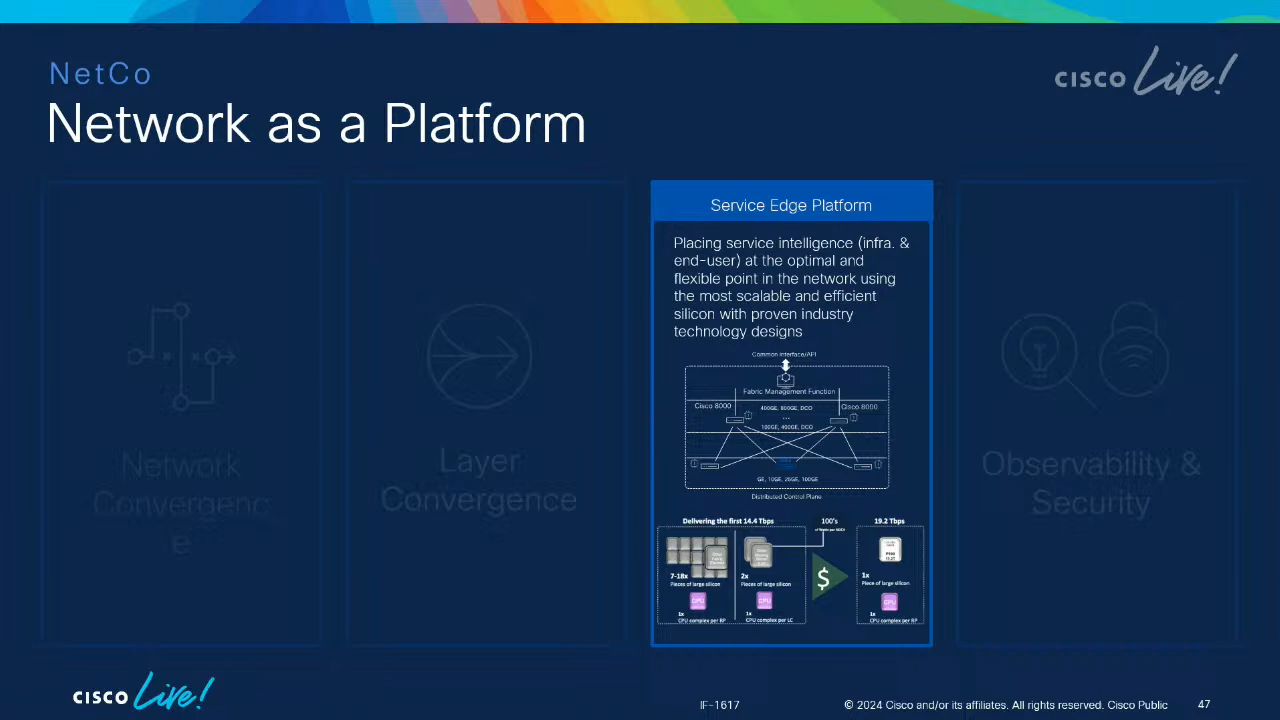 NetCo
CISCO Live!
Network as a Platform
Network
Convergenc
e
Layer
Convergence
Service Edge Platform
Placing service intelligence (infra. &
end-user) at the optimal and
flexible point in the network using
the most scalable and efficient
silicon with proven industry
technology designs
Common Interface/API
Fabric Management Function
Cisco 8000
400GE, 800GE, DCO
Cisco 8000
...
100GE, 400GE, DCO
GE, 10GE, 25GE, 100GE
Distributed Control Plane
Delivering the first 14.4 Tbps
100's
19.2 Tbps
7-18x
Pieces of large silicon
2x
Pieces of large silicon
$
P100
1x
Piece of large silicon
CPU
1x
CPU complex per RP
CPU
1x
CPU complex per LC
CPU
1x
CPU complex per RP
Observability &
Security
CISCO Live!
IF-1617
© 2024 Cisco and/or its affiliates. All rights reserved. Cisco Public
47